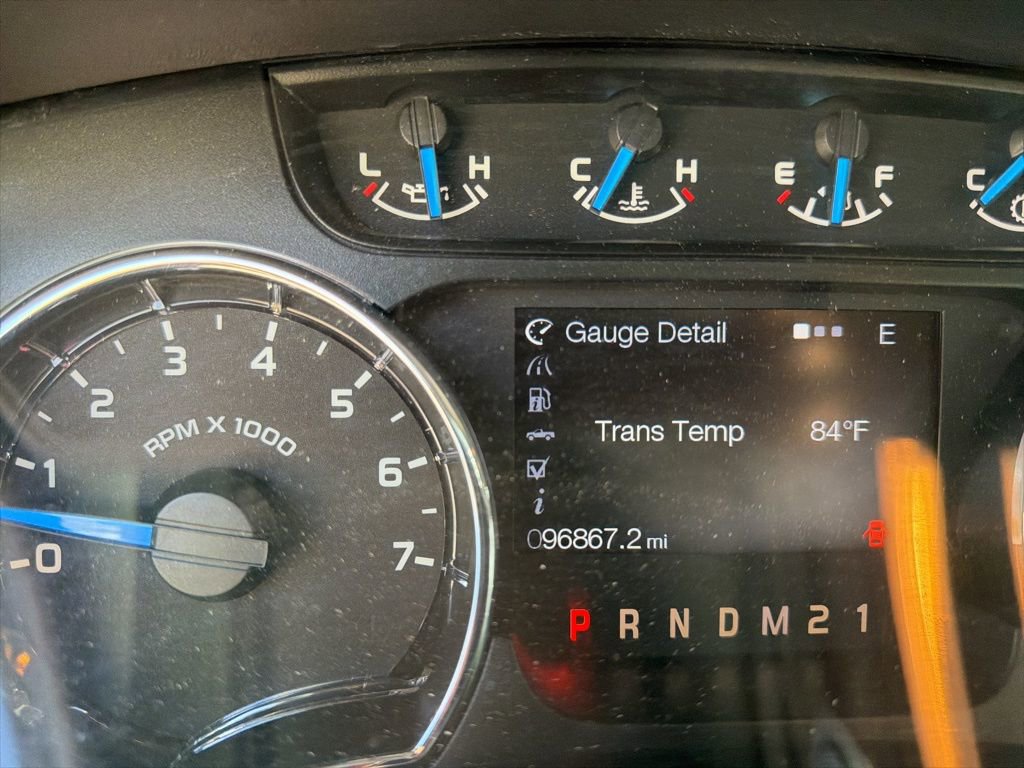 L H
C H
E F
C
Gauge Detail E
Trans Temp 84°F
096867.2 mi
P R N D M 2 1
0 1 2 3 4 5 6 7
RPM X 1000